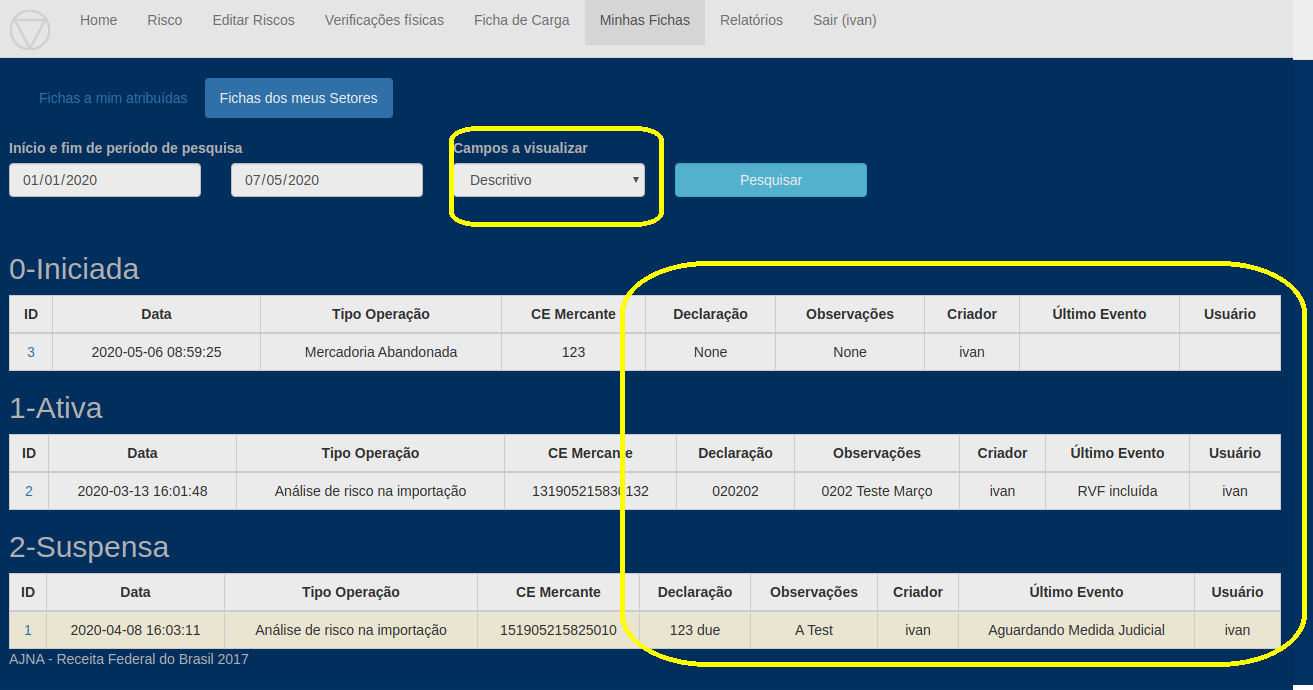 Home Risco Editar Riscos Verificações físicas Ficha de Carga Minhas Fichas Relatórios Sair (ivan)
Fichas a mim atribuídas Fichas dos meus Setores
Início e fim de período de pesquisa Campos a visualizar
01/01/2020 07/05/2020 Descritivo Pesquisar
0-Iniciada
ID Data Tipo Operação CE Mercante Declaração Observações Criador Último Evento Usuário
3 2020-05-06 08:59:25 Mercadoria Abandonada 123 None None ivan
1-Ativa
ID Data Tipo Operação CE Mercante Declaração Observações Criador Último Evento Usuário
2 2020-03-13 16:01:48 Análise de risco na importação 131905215830132 020202 0202 Teste Março ivan RVF incluída ivan
2-Suspensa
ID Data Tipo Operação CE Mercante Declaração Observações Criador Último Evento Usuário
1 2020-04-08 16:03:11 Análise de risco na importação 151905215825010 123 due A Test ivan Aguardando Medida Judicial ivan
AJNA - Receita Federal do Brasil 2017